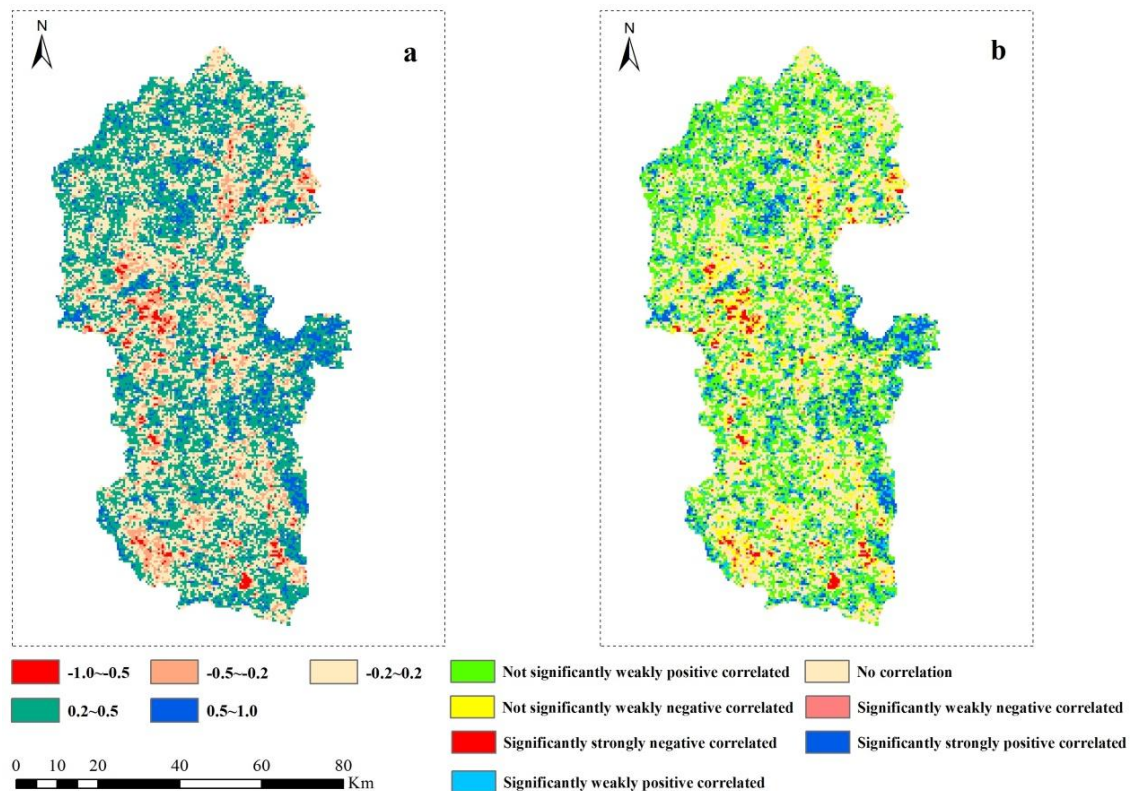 N
a
N
b
-1.0~-0.5
-0.5~-0.2
-0.2~0.2
0.2~0.5
0.5~1.0
0 10 20 40 60 80
Km
Not significantly weakly positive correlated
No correlation
Not significantly weakly negative correlated
Significantly weakly negative correlated
Significantly strongly negative correlated
Significantly strongly positive correlated
Significantly weakly positive correlated